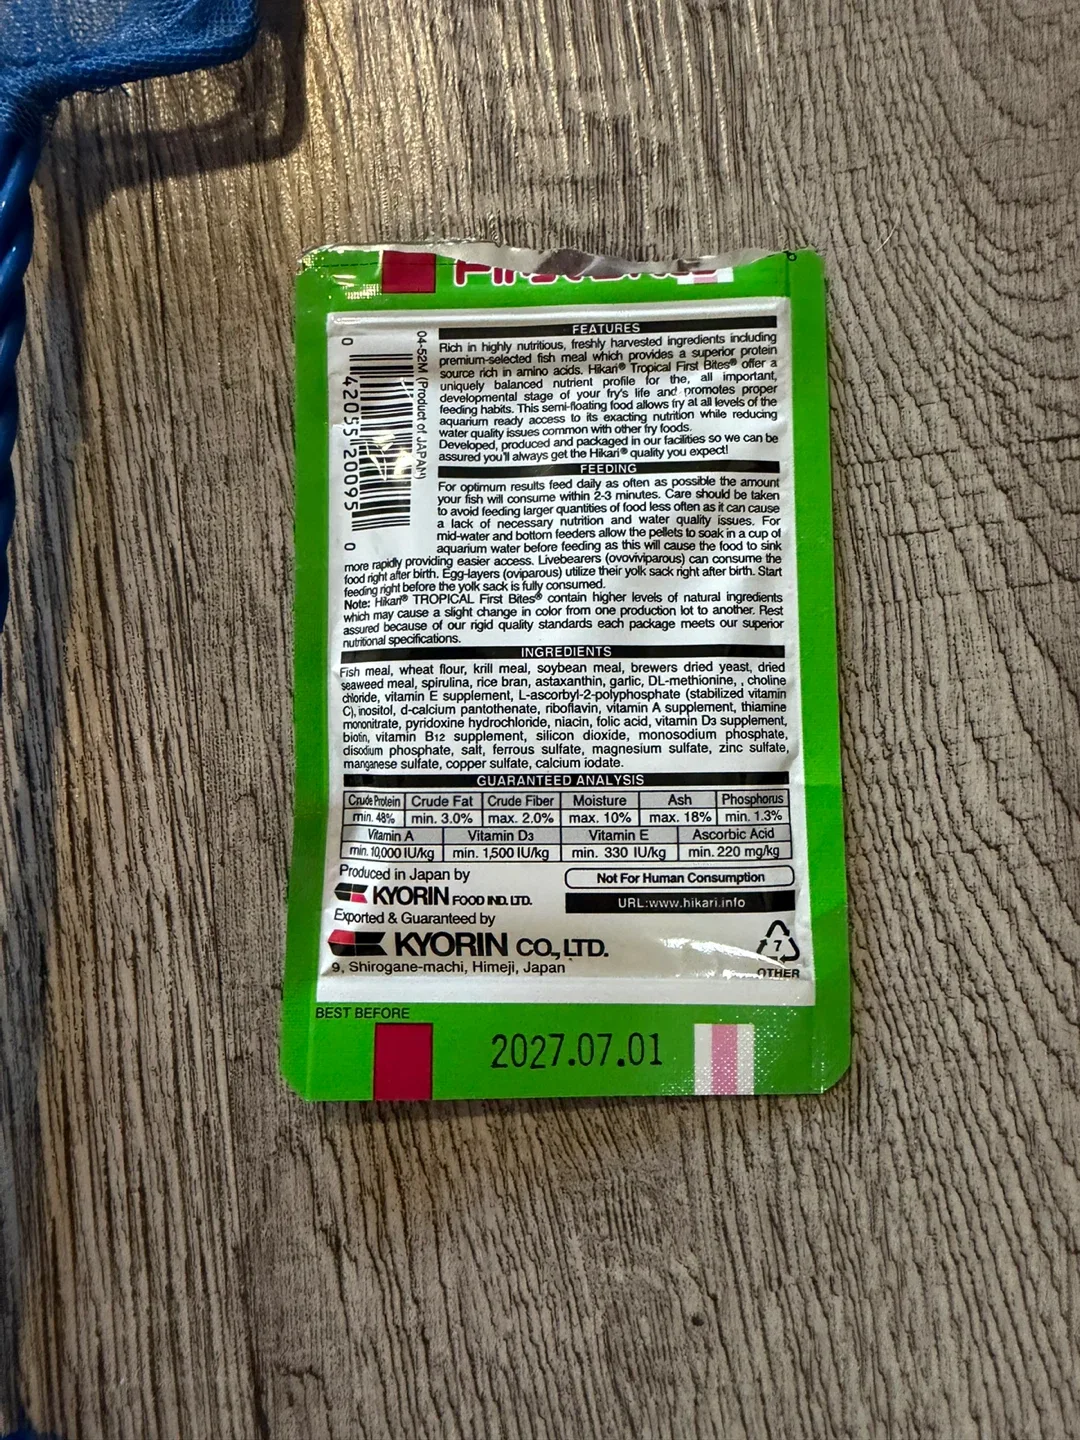 First Bites
FEATURES
Rich in highly nutritious, freshly harvested ingredients including
premium-selected fish meal which provides a superior protein
source rich in amino acids. Hikari® Tropical First Bites® offer a
uniquely balanced nutrient profile for the, all important,
developmental stage of your fry's life and promotes proper
feeding habits. This semi-floating food allows fry at all levels of the
aquarium ready access to its exacting nutrition while reducing
water quality issues common with other fry foods.
Developed, produced and packaged in our facilities so we can be
assured you'll always get the Hikari® quality you expect!
0 42055 20095 0
04-52M (Product of JAPAN)
FEEDING
For optimum results feed daily as often as possible the amount
your fish will consume within 2-3 minutes. Care should be taken
to avoid feeding larger quantities of food less often as it can cause
a lack of necessary nutrition and water quality issues. For
mid-water and bottom feeders allow the pellets to soak in a cup of
aquarium water before feeding as this will cause the food to sink
more rapidly providing easier access. Livebearers (ovoviviparous) can consume the
food right after birth. Egg-layers (oviparous) utilize their yolk sack right after birth. Start
feeding right before the yolk sack is fully consumed.
Note: Hikari® TROPICAL First Bites® contain higher levels of natural ingredients
which may cause a slight change in color from one production lot to another. Rest
assured because of our rigid quality standards each package meets our superior
nutritional specifications.
INGREDIENTS
Fish meal, wheat flour, krill meal, soybean meal, brewers dried yeast, dried
seaweed meal, spirulina, rice bran, astaxanthin, garlic, DL-methionine, , choline
chloride, vitamin E supplement, L-ascorbyl-2-polyphosphate (stabilized vitamin
C), inositol, d-calcium pantothenate, riboflavin, vitamin A supplement, thiamine
mononitrate, pyridoxine hydrochloride, niacin, folic acid, vitamin D3 supplement,
biotin, vitamin B12 supplement, silicon dioxide, monosodium phosphate,
disodium phosphate, salt, ferrous sulfate, magnesium sulfate, zinc sulfate,
manganese sulfate, copper sulfate, calcium iodate.
GUARANTEED ANALYSIS
Crude Protein Crude Fat Crude Fiber Moisture Ash Phosphorus
min. 48% min. 3.0% max. 2.0% max. 10% max. 18% min. 1.3%
Vitamin A Vitamin D3 Vitamin E Ascorbic Acid
min. 10,000 IU/kg min. 1,500 IU/kg min. 330 IU/kg min. 220 mg/kg
Produced in Japan by
KYORIN FOOD IND. LTD.
Not For Human Consumption
URL:www.hikari.info
Exported & Guaranteed by
KYORIN CO., LTD.
9, Shirogane-machi, Himeji, Japan
7
OTHER
BEST BEFORE
2027.07.01